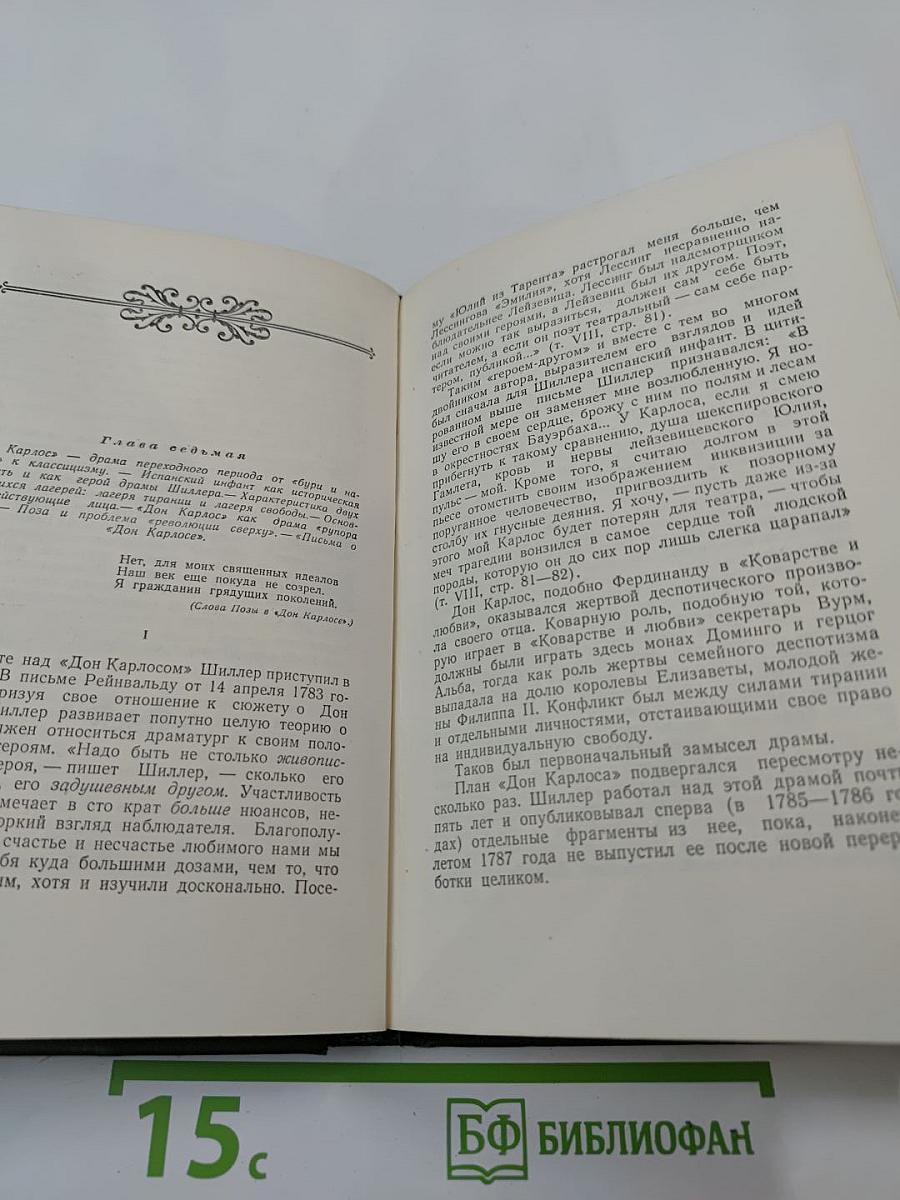 Глава седьмая
Карлос» — драма переходного периода от «бури и на-
к классицизму. — Испанский инфант как историческая
ть и как герой драмы Шиллера.— Характеристика двух
ихся лагерей: лагеря тирании и лагеря свободы.— Основ-
ействующие лица.— «Дон Карлос» как драма «рупора
— Поза и проблема «революции сверху». — «Письма о
«Дон Карлосе».
Нет, для моих священных идеалов
Наш век еще покуда не созрел.
Я гражданин грядущих поколений.
(Слова Позы в «Дон Карлосе».)
I
те над «Дон Карлосом» Шиллер приступил в
В письме Рейнвальду от 14 апреля 1783 го-
ризуя свое отношение к сюжету о Дон
иллер развивает попутно целую теорию о
лжен относиться драматург к своим поло-
героям. «Надо быть не столько живопис-
ероя, — пишет Шиллер, — сколько его
, его задушевным другом. Участливость
мечает в сто крат больше нюансов, не-
оркий взгляд наблюдателя. Благополу-
счастье и несчастье любимого нами мы
бя куда большими дозами, чем то, что
им, хотя и изучили досконально. Посе-
му «Юлий из Тарента» растрогал меня больше, чем
Лессингова «Эмилия», хотя Лессинг несравненно на-
блюдательнее Лейзевица. Лессинг был надсмотрщиком
над своими героями, а Лейзевиц был их другом. Поэт,
если можно так выразиться, должен сам себе быть
читателем, а если он поэт театральный — сам себе пар-
тером, публикой...» (т. VIII, стр. 81).
Таким «героем-другом» и вместе с тем во многом
двойником автора, выразителем его взглядов и идей
был сначала для Шиллера испанский инфант. В цити-
рованном выше письме Шиллер признавался: «В
известной мере он заменяет мне возлюбленную. Я но-
шу его в своем сердце, брожу с ним по полям и лесам
в окрестностях Бауэрбаха... У Карлоса, если я смею
прибегнуть к такому сравнению, душа шекспировского
Гамлета, кровь и нервы лейзевицевского Юлия,
пульс — мой. Кроме того, я считаю долгом в этой
пьесе отомстить своим изображением инквизиции за
поруганное человечество, пригвоздить к позорному
столбу их гнусные деяния. Я хочу, — пусть даже из-за
этого мой Карлос будет потерян для театра, — чтобы
меч трагедии вонзился в самое сердце той людской
породы, которую он до сих пор лишь слегка царапал»
(т. VIII, стр. 81—82).
Дон Карлос, подобно Фердинанду в «Коварстве и
любви», оказывался жертвой деспотического произво-
ла своего отца. Коварную роль, подобную той, кото-
рую играет в «Коварстве и любви» секретарь Вурм,
должны были играть здесь монах Доминго и герцог
Альба, тогда как роль жертвы семейного деспотизма
выпадала на долю королевы Елизаветы, молодой же-
ны Филиппа II. Конфликт был между силами тирании
и отдельными личностями, отстаивающими свое право
на индивидуальную свободу.
Таков был первоначальный замысел драмы.
План «Дон Карлоса» подвергался пересмотру не-
сколько раз. Шиллер работал над этой драмой почти
пять лет и опубликовывал сперва (в 1785—1786 го-
дах) отдельные фрагменты из нее, пока, наконе
летом 1787 года не выпустил ее после новой перер
ботки целиком.
15 с
БФ БИБЛИОФАН